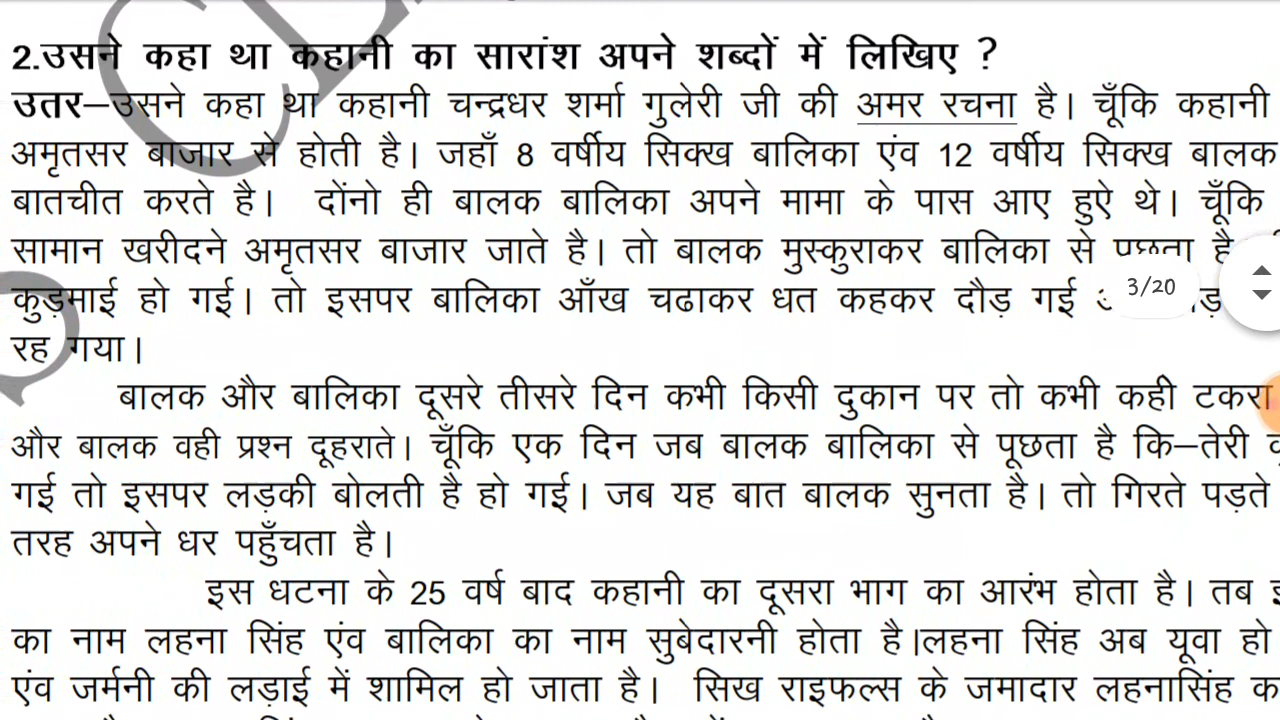 2.उसने कहा था कहानी का सारांश अपने शब्दों में लिखिए ?
उतर–उसने कहा था कहानी चन्द्रधर शर्मा गुलेरी जी की अमर रचना है। चूँकि कहानी
अमृतसर बाजार से होती है। जहाँ 8 वर्षीय सिक्ख बालिका एंव 12 वर्षीय सिक्ख बालक
बातचीत करते है। दोंनो ही बालक बालिका अपने मामा के पास आए हुऐ थे। चूँकि
सामान खरीदने अमृतसर बाजार जाते है। तो बालक मुस्कुराकर बालिका से पूछता है
कुड़माई हो गई। तो इसपर बालिका आँख चढाकर धत कहकर दौड़ गई
3/20
रह गया।
बालक और बालिका दूसरे तीसरे दिन कभी किसी दुकान पर तो कभी कही टकरा
और बालक वही प्रश्न दूहराते। चूँकि एक दिन जब बालक बालिका से पूछता है कि–तेरी
गई तो इसपर लड़की बोलती है हो गई। जब यह बात बालक सुनता है। तो गिरते पड़ते
तरह अपने धर पहुँचता है।
इस धटना के 25 वर्ष बाद कहानी का दूसरा भाग का आरंभ होता है। तब
का नाम लहना सिंह एंव बालिका का नाम सुबेदारनी होता है।लहना सिंह अब यूवा हो
एंव जर्मनी की लड़ाई में शामिल हो जाता है। सिख राइफल्स के जमादार लहनासिंह